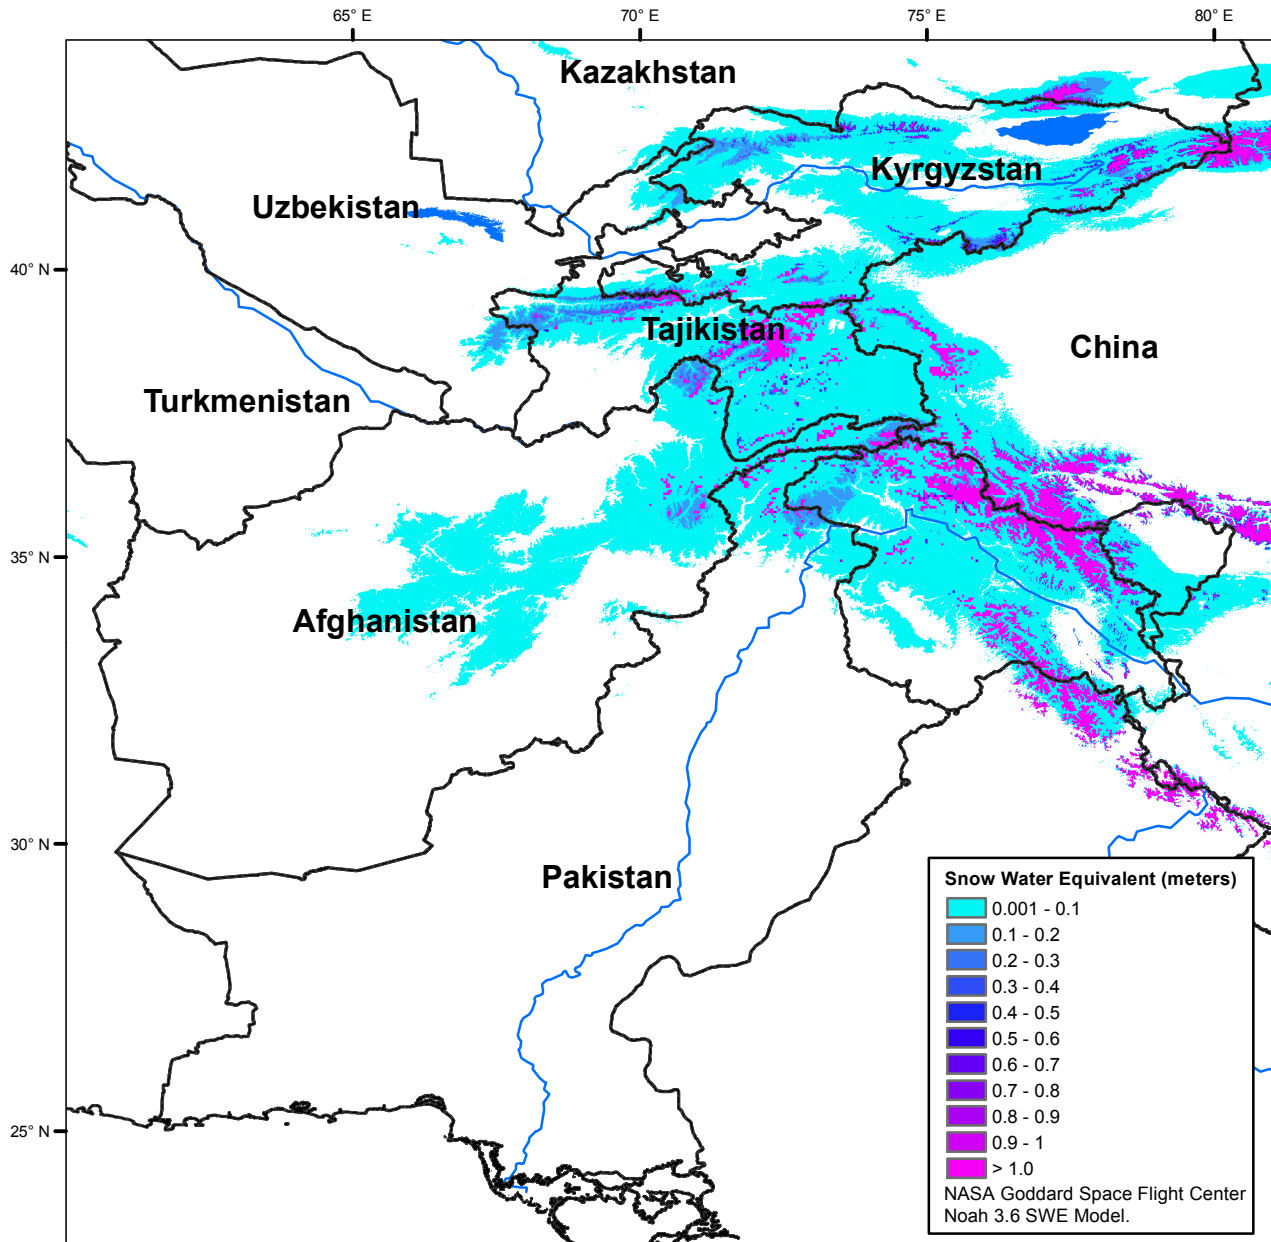 65° E
70° E
75° E
80° E
Kazakhstan
Kyrgyzstan
Uzbekistan
40° N
Tajikistan
China
Turkmenistan
35° N
Afghanistan
30° N
Pakistan
Snow Water Equivalent (meters)
0.001 - 0.1
0.1 - 0.2
0.2 - 0.3
0.3 - 0.4
0.4 - 0.5
0.5 - 0.6
0.6 - 0.7
0.7 - 0.8
0.8 - 0.9
0.9 - 1
> 1.0
NASA Goddard Space Flight Center
Noah 3.6 SWE Model.
25° N